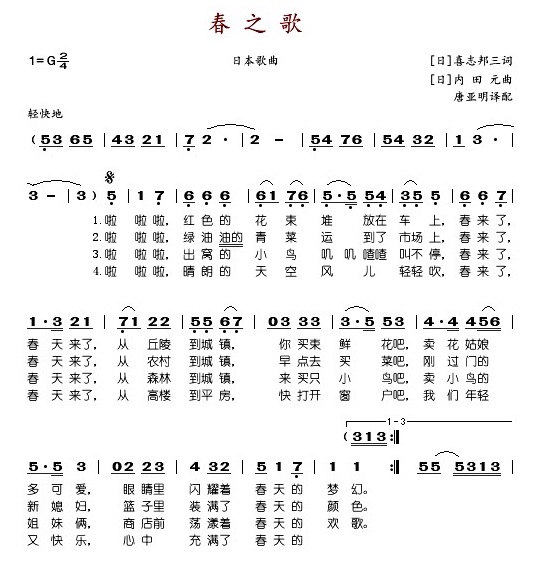 春之歌
1=G 2/4 日本歌曲 [日]喜志邦三词
[日]内田元曲
唐亚明译配
轻快地
( 53 65 | 43 21 | 7 2 · | 2 - | 54 76 | 54 32 | 1 3 · |
3 - | 3 ) 5 | 1 7 | 6 6 6 | 61 76 | 5·5 54 | 35 5 | 6 6 7 |
1.啦 啦啦, 红色的 花束堆放在车上, 春来了,
2.啦 啦啦, 绿油油的青菜运到了市场上, 春来了,
3.啦 啦啦, 出窝的小鸟叽叽喳喳叫不停, 春来了,
4.啦 啦啦, 晴朗的天空风儿轻轻吹, 春来了,
1·3 21 | 71 22 | 55 67 | 03 33 | 3·5 53 | 42 456 |
春天来了, 从丘陵到城镇, 你买束鲜花吧, 卖花姑娘
春天来了, 从农村到城镇, 早点去买菜吧, 刚过门的
春天来了, 从森林到城镇, 来买只小鸟吧, 卖小鸟的
春天来了, 从高楼到平房, 快打开窗户吧, 我们年轻
1-3
( 313 :||
5·5 3 | 02 23 | 4 4 32 | 5 1 7 | 1 1 :|| 55 5313 |
多可爱, 眼睛里闪耀着春天的梦幻。
新媳妇, 篮子里装满了春天的颜色。
姐妹俩, 商店前荡漾着春天的欢歌。
又快乐, 心中充满了春天的